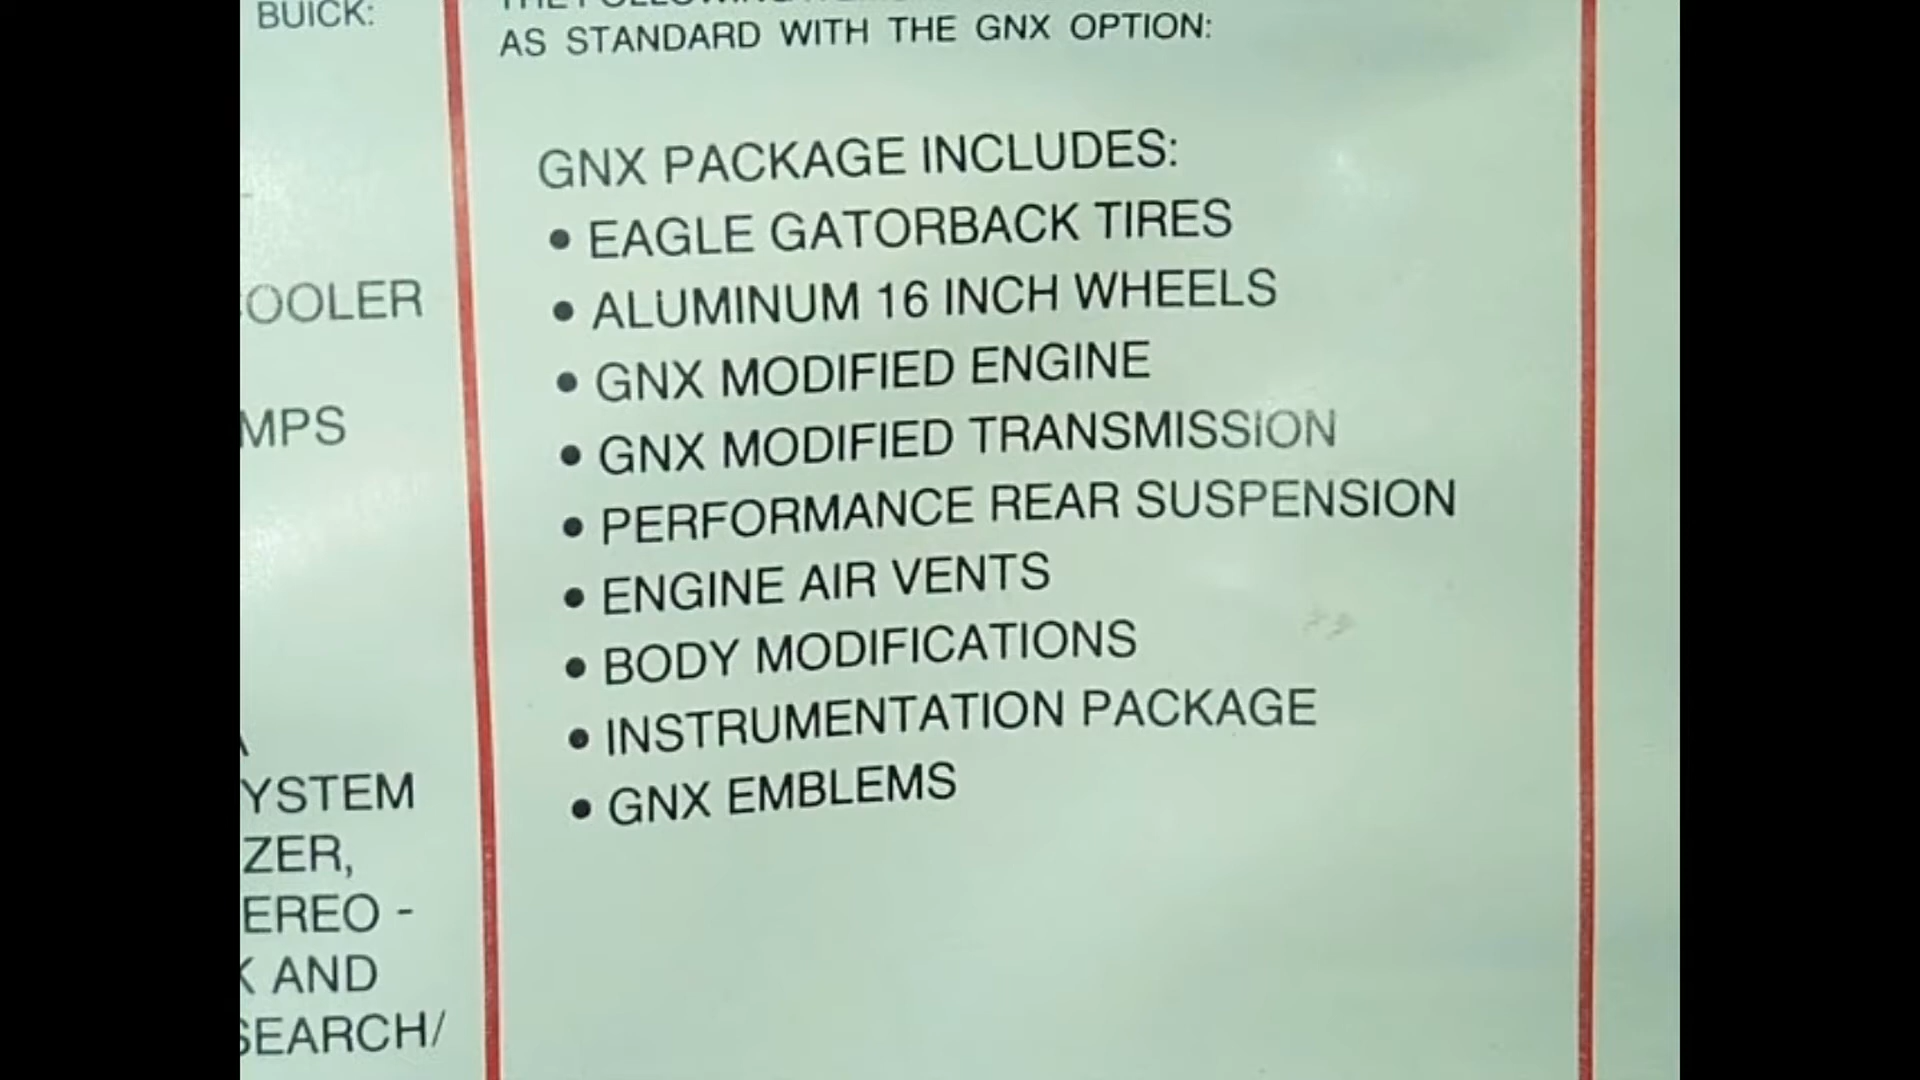 BUICK:
OOLER
MPS
YSTEM
ZER,
EREO -
AND
SEARCH/
AS STANDARD WITH THE GNX OPTION:
GNX PACKAGE INCLUDES:
• EAGLE GATORBACK TIRES
• ALUMINUM 16 INCH WHEELS
• GNX MODIFIED ENGINE
• GNX MODIFIED TRANSMISSION
• PERFORMANCE REAR SUSPENSION
• ENGINE AIR VENTS
• BODY MODIFICATIONS
• INSTRUMENTATION PACKAGE
• GNX EMBLEMS